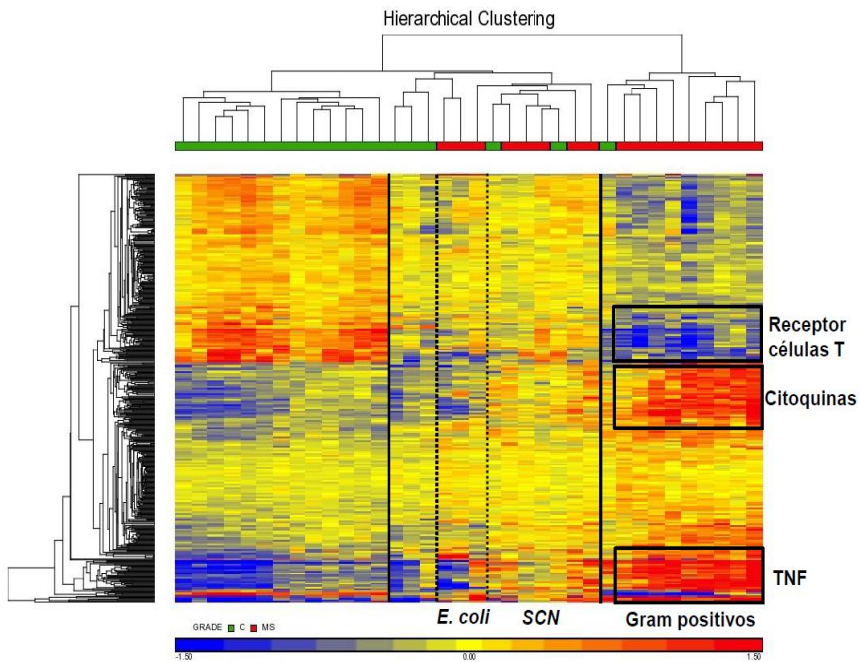 Hierarchical Clustering
Receptor
células T
Citoquinas
TNF
E. coli SCN Gram positivos
GRADE C MS
-1.50 0.00 1.50